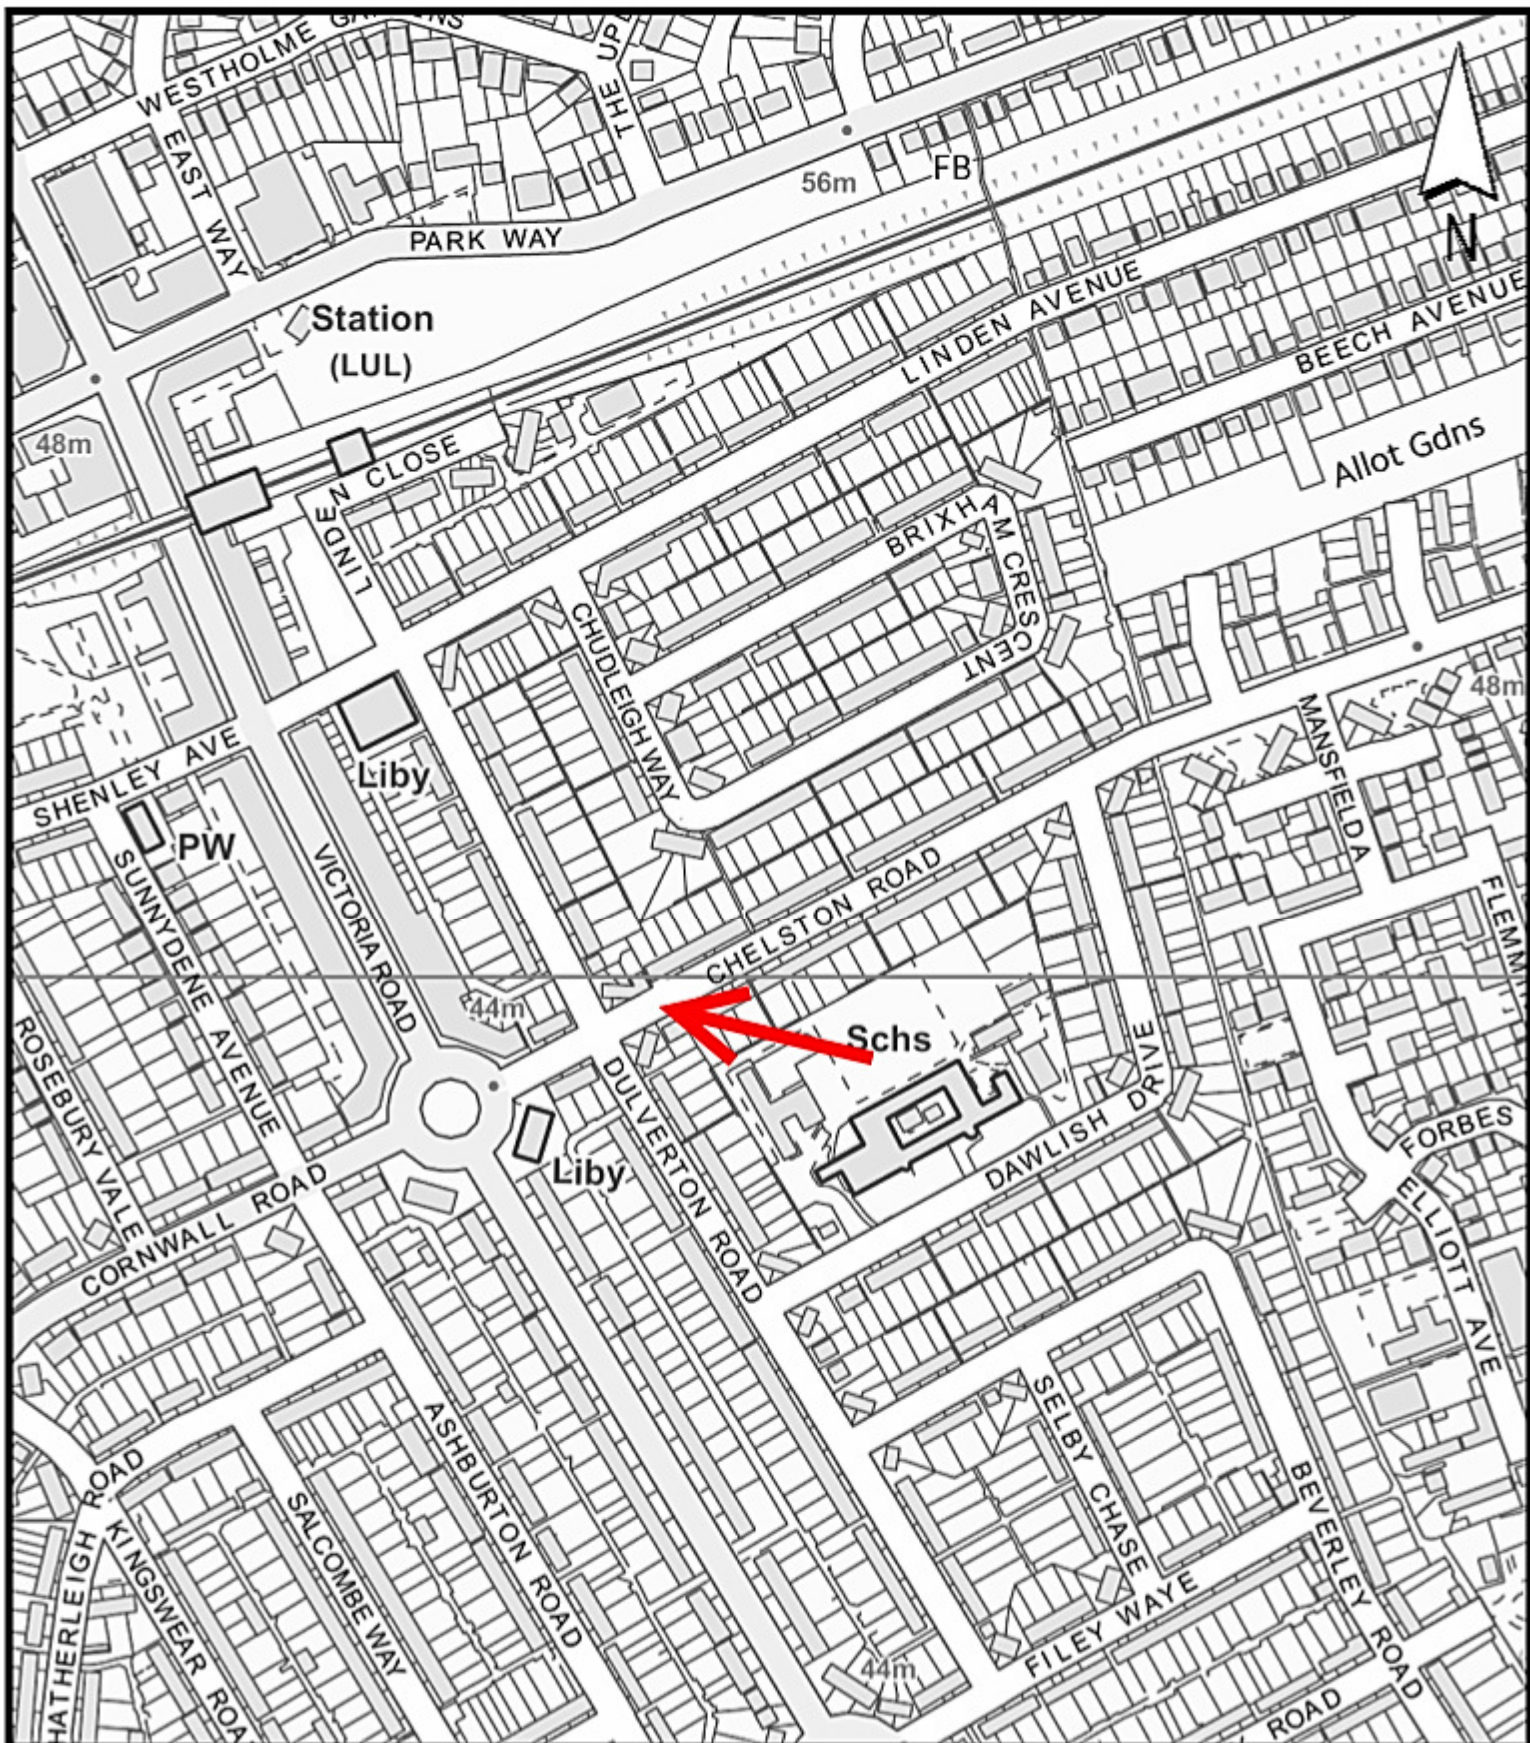 WESTHOLME GARDENS
THE UPL
EAST WAY
FB
56m
PARK WAY
N
Station
(LUL)
LINDEN AVENUE
BEECH AVENUE
48m
LINDEN CLOSE
Allot Gdns
BRIXHAM CRESCENT
CHUDLEIGH WAY
48m
MANSFIELD A
SHENLEY AVE
Liby
PW
VICTORIA ROAD
SUNNYDENE AVENUE
CHELSTON ROAD
FLEMM
44m
Schs
ROSEBURY VALE
DULVERTON ROAD
DAWLISH DRIVE
FORBES
Liby
CORNWALL ROAD
ELLIOTT AVE
SELBY CHASE
ASHBURTON ROAD
HATHERLEIGH ROAD
KINGSWEAR ROA
SALCOMBE WAY
BEVERLEY ROAD
FILEY WAYE
44m
ROAD